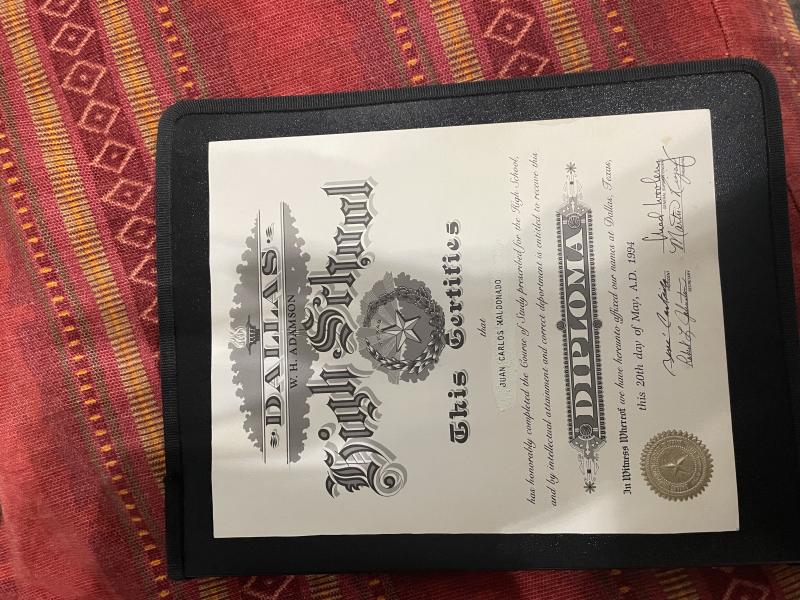 DALLAS
W. H. ADAMSON
High School
This Certifies
that
JUAN CARLOS MALDONADO
has honorably completed the Course of Study prescribed for the High School,
and by intellectual attainment and correct deportment is entitled to receive this
DIPLOMA
In Witness Whereof we have hereunto affixed our names at Dallas, Texas,
this 20th day of May, A.D. 1994